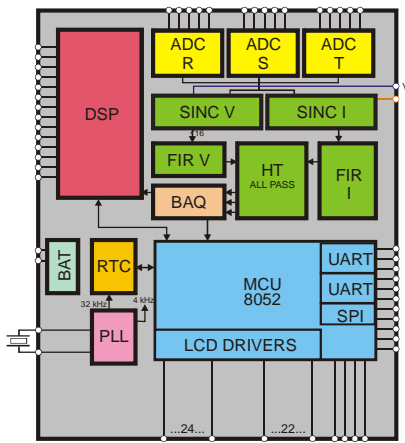 ADC
R
ADC
S
ADC
T
DSP
SINC V
SINC I
16
FIR V
HT
ALL PASS
FIR
I
BAQ
BAT
RTC
MCU
8052
UART
UART
SPI
32 kHz
4 kHz
PLL
LCD DRIVERS
...24...
...22...